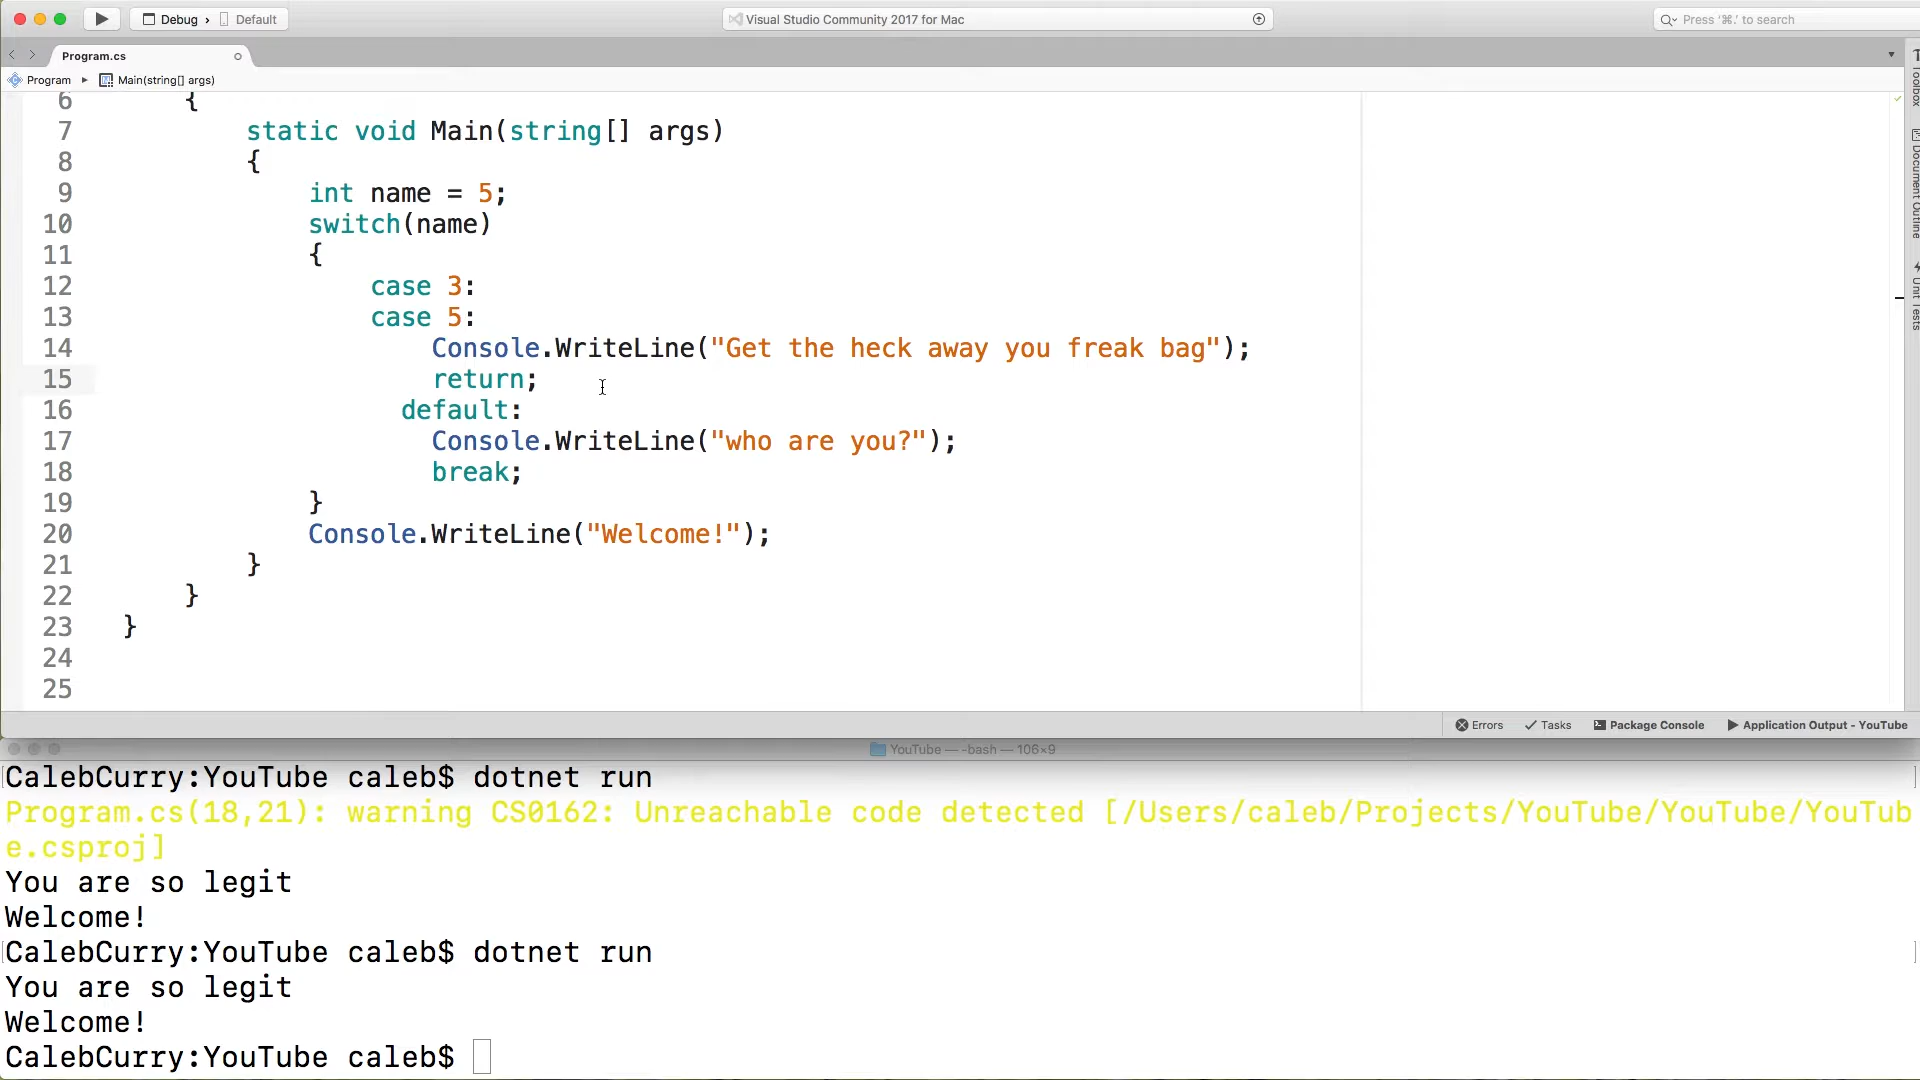 Debug › Default
Visual Studio Community 2017 for Mac
Press '⌘.' to search
Program.cs
Program ▸ Main(string[] args)
6 {
7 static void Main(string[] args)
8 {
9 int name = 5;
10 switch(name)
11 {
12 case 3:
13 case 5:
14 Console.WriteLine("Get the heck away you freak bag");
15 return;
16 default:
17 Console.WriteLine("who are you?");
18 break;
19 }
20 Console.WriteLine("Welcome!");
21 }
22 }
23 }
24
25
Toolbox
Document Outline
Unit Tests
Errors Tasks Package Console Application Output - YouTube
YouTube — -bash — 106×9
CalebCurry:YouTube caleb$ dotnet run
Program.cs(18,21): warning CS0162: Unreachable code detected [/Users/caleb/Projects/YouTube/YouTube/YouTub
e.csproj]
You are so legit
Welcome!
CalebCurry:YouTube caleb$ dotnet run
You are so legit
Welcome!
CalebCurry:YouTube caleb$